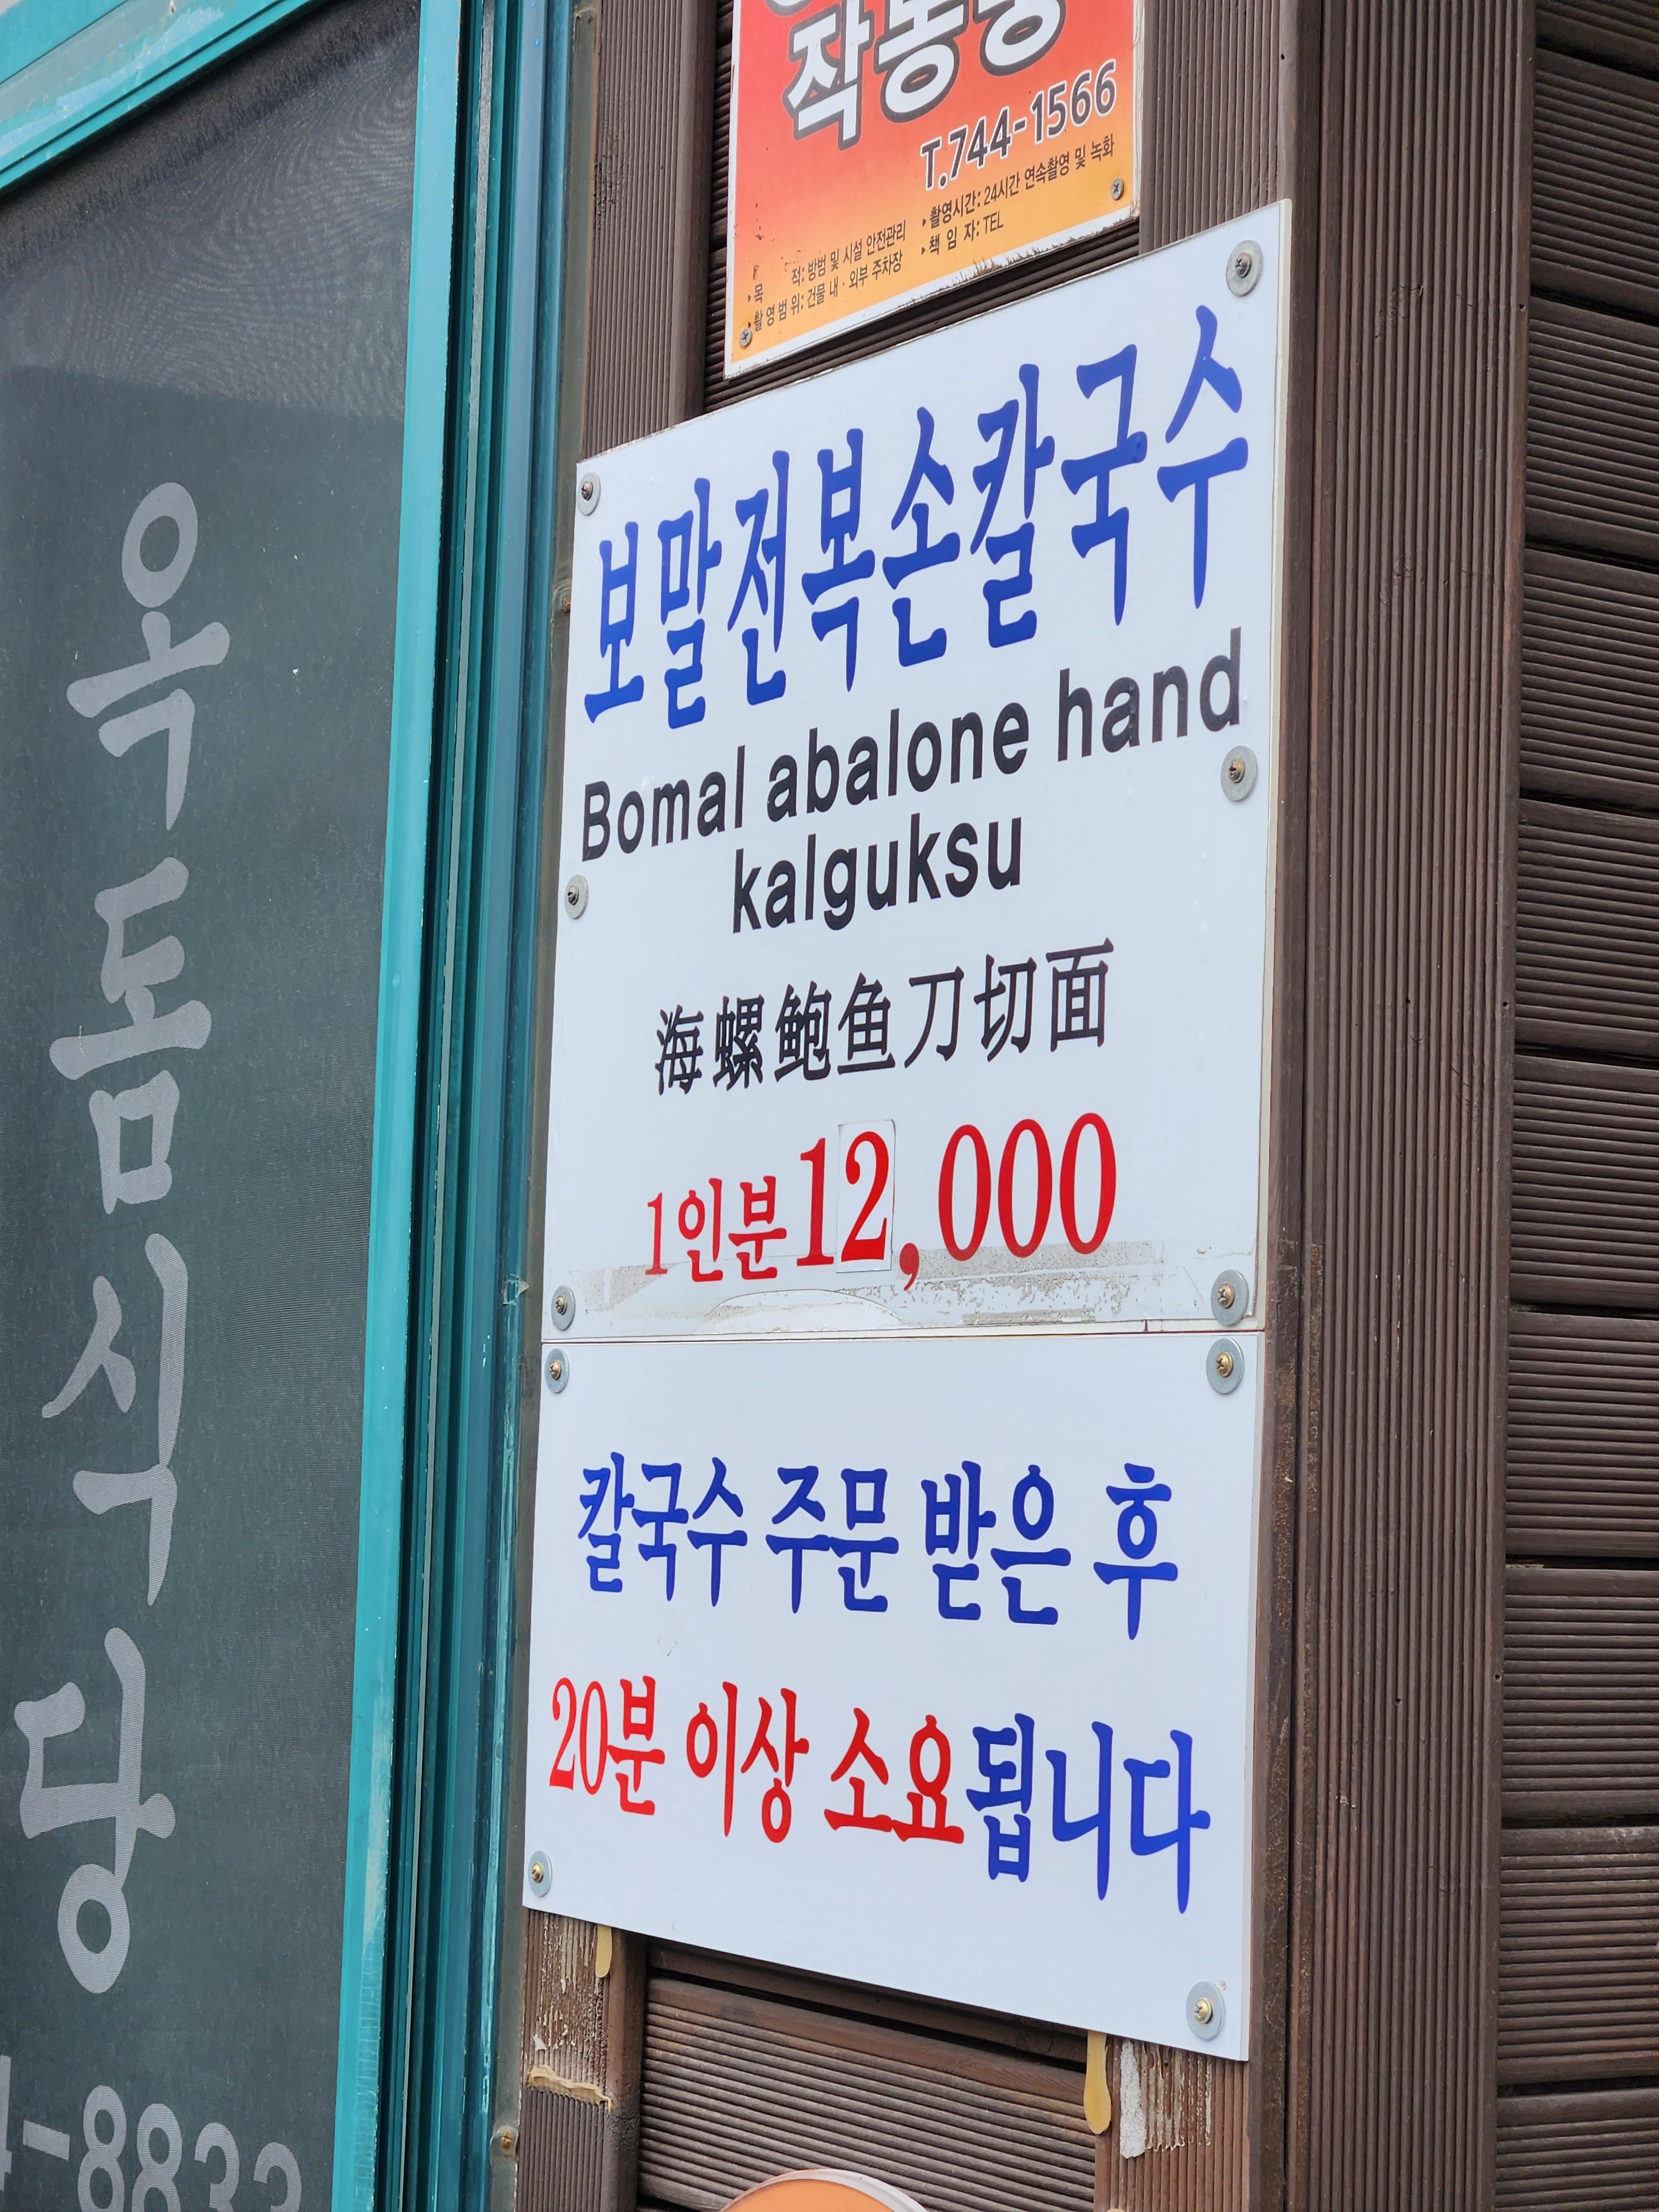 작동중
T.744-1566
▸목 적: 방범 및 시설 안전관리
▸촬영범위: 건물 내·외부 주차장
▸촬영시간: 24시간 연속촬영 및 녹화
▸책 임 자: TEL
보말전복손칼국수
Bomal abalone hand
kalguksu
海螺鲍鱼刀切面
1인분 12,000
칼국수 주문 받은 후
20분 이상 소요됩니다
옥돔식당
-8833